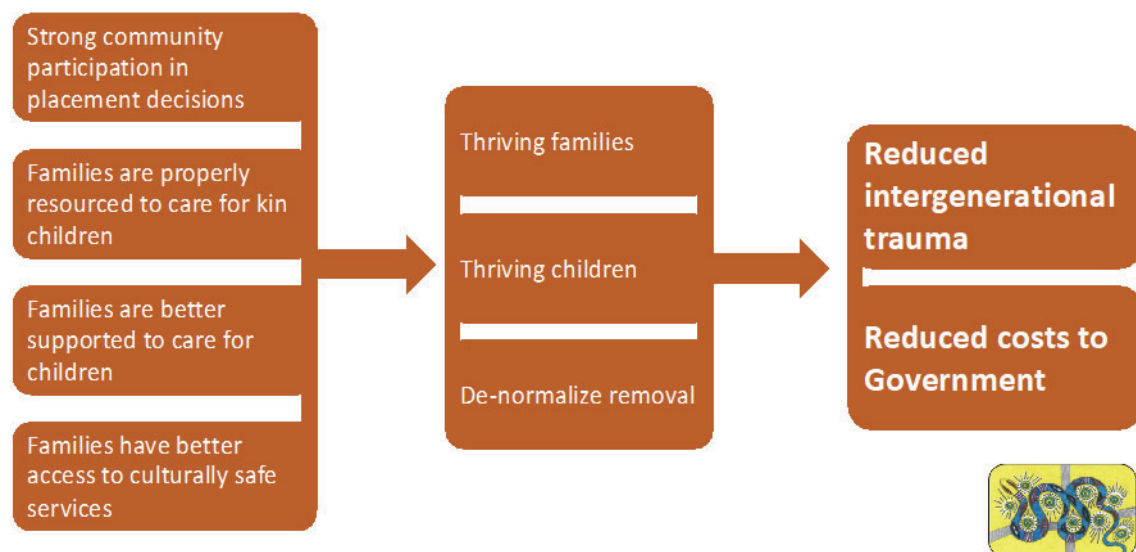 Strong community
participation in
placement decisions
Families are properly
resourced to care for kin
children
Families are better
supported to care for
children
Families have better
access to culturally safe
services
Thriving families
Thriving children
De-normalize removal
Reduced
intergenerational
trauma
Reduced costs to
Government